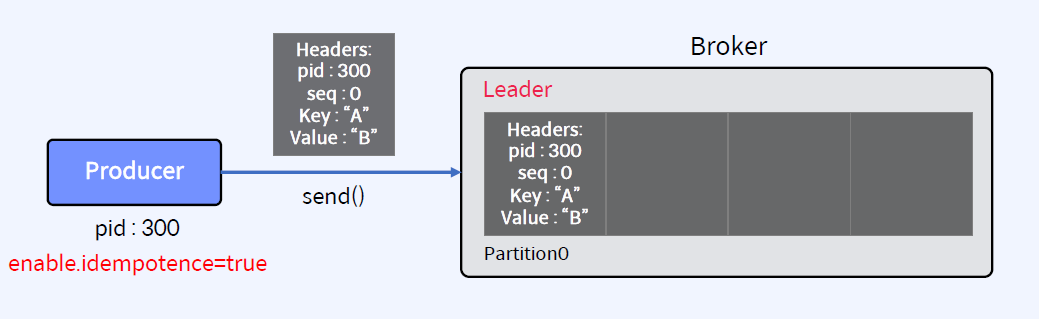 Broker
Headers:
pid : 300
seq : 0
Key : “A”
Value : “B”
Leader
Headers:
pid : 300
seq : 0
Key : “A”
Value : “B”
Producer
send()
pid : 300
Partition0
enable.idempotence=true